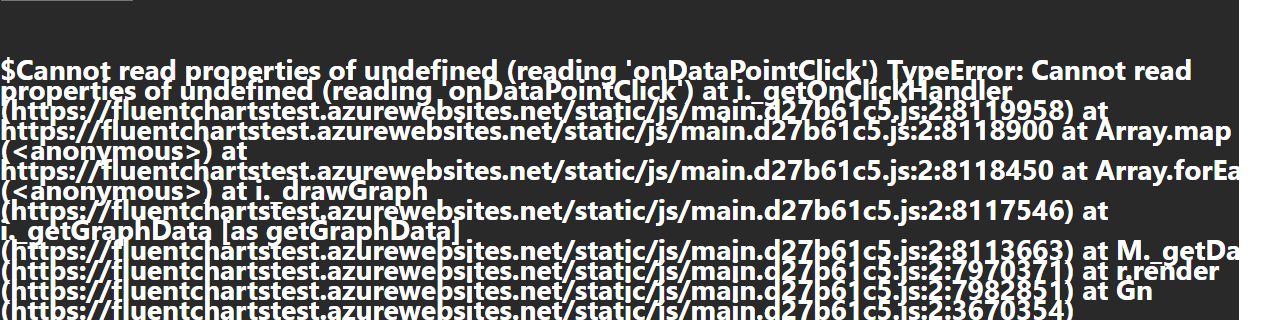 $Cannot read properties of undefined (reading 'onDataPointClick') TypeError: Cannot read
properties of undefined (reading 'onDataPointClick') at i._getOnClickHandler
(https://fluentchartstest.azurewebsites.net/static/js/main.d27b61c5.js:2:8119958) at
https://fluentchartstest.azurewebsites.net/static/js/main.d27b61c5.js:2:8118900 at Array.map
(<anonymous>) at
https://fluentchartstest.azurewebsites.net/static/js/main.d27b61c5.js:2:8118450 at Array.forEa
(<anonymous>) at i._drawGraph
(https://fluentchartstest.azurewebsites.net/static/js/main.d27b61c5.js:2:8117546) at
i._getGraphData [as getGraphData]
(https://fluentchartstest.azurewebsites.net/static/js/main.d27b61c5.js:2:8113663) at M._getDa
(https://fluentchartstest.azurewebsites.net/static/js/main.d27b61c5.js:2:7970371) at r.render
(https://fluentchartstest.azurewebsites.net/static/js/main.d27b61c5.js:2:7982851) at Gn
(https://fluentchartstest.azurewebsites.net/static/js/main.d27b61c5.js:2:3670354)